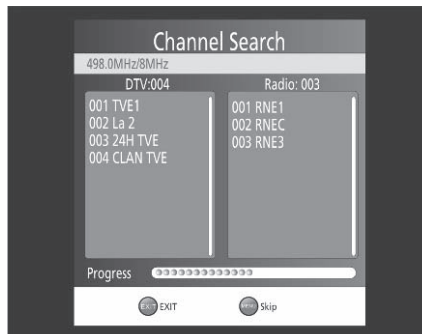 Channel Search
498.0MHz/8MHz
DTV:004
Radio: 003
001 TVE1
002 La 2
003 24H TVE
004 CLAN TVE
001 RNE1
002 RNEC
003 RNE3
Progress
EXIT EXIT
MENU Skip